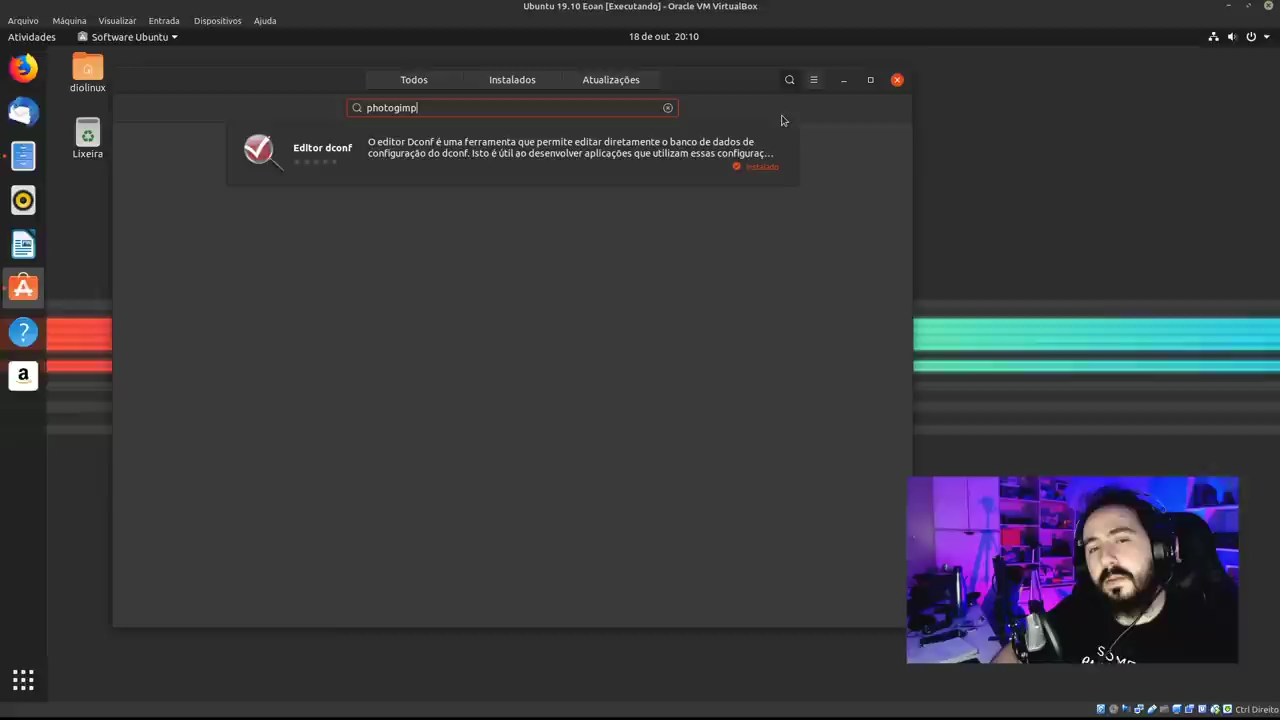 Ubuntu 19.10 Eoan [Executando] - Oracle VM VirtualBox
Arquivo Máquina Visualizar Entrada Dispositivos Ajuda
Atividades Software Ubuntu 18 de out 20:10
diolinux
Lixeira
Todos Instalados Atualizações
photogimp
Editor dconf
O editor Dconf é uma ferramenta que permite editar diretamente o banco de dados de
configuração do dconf. Isto é útil ao desenvolver aplicações que utilizam essas configuraç...
Instalado
a
?
SOME
Ctrl Direito